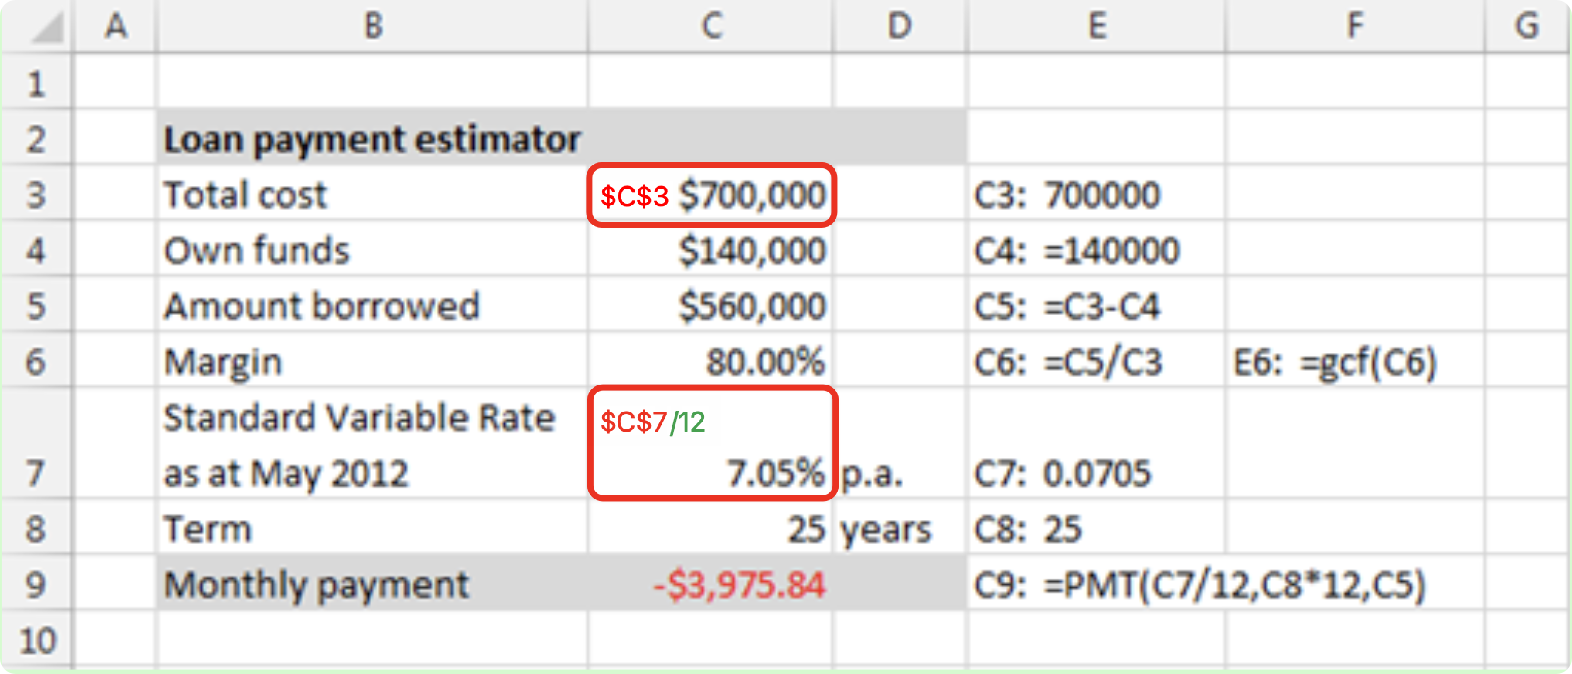 A B C D E F G
1
2 Loan payment estimator
3 Total cost $C$3 $700,000 C3: 700000
4 Own funds $140,000 C4: =140000
5 Amount borrowed $560,000 C5: =C3-C4
6 Margin 80.00% C6: =C5/C3 E6: =gcf(C6)
Standard Variable Rate $C$7/12
7 as at May 2012 7.05% p.a. C7: 0.0705
8 Term 25 years C8: 25
9 Monthly payment -$3,975.84 C9: =PMT(C7/12,C8*12,C5)
10